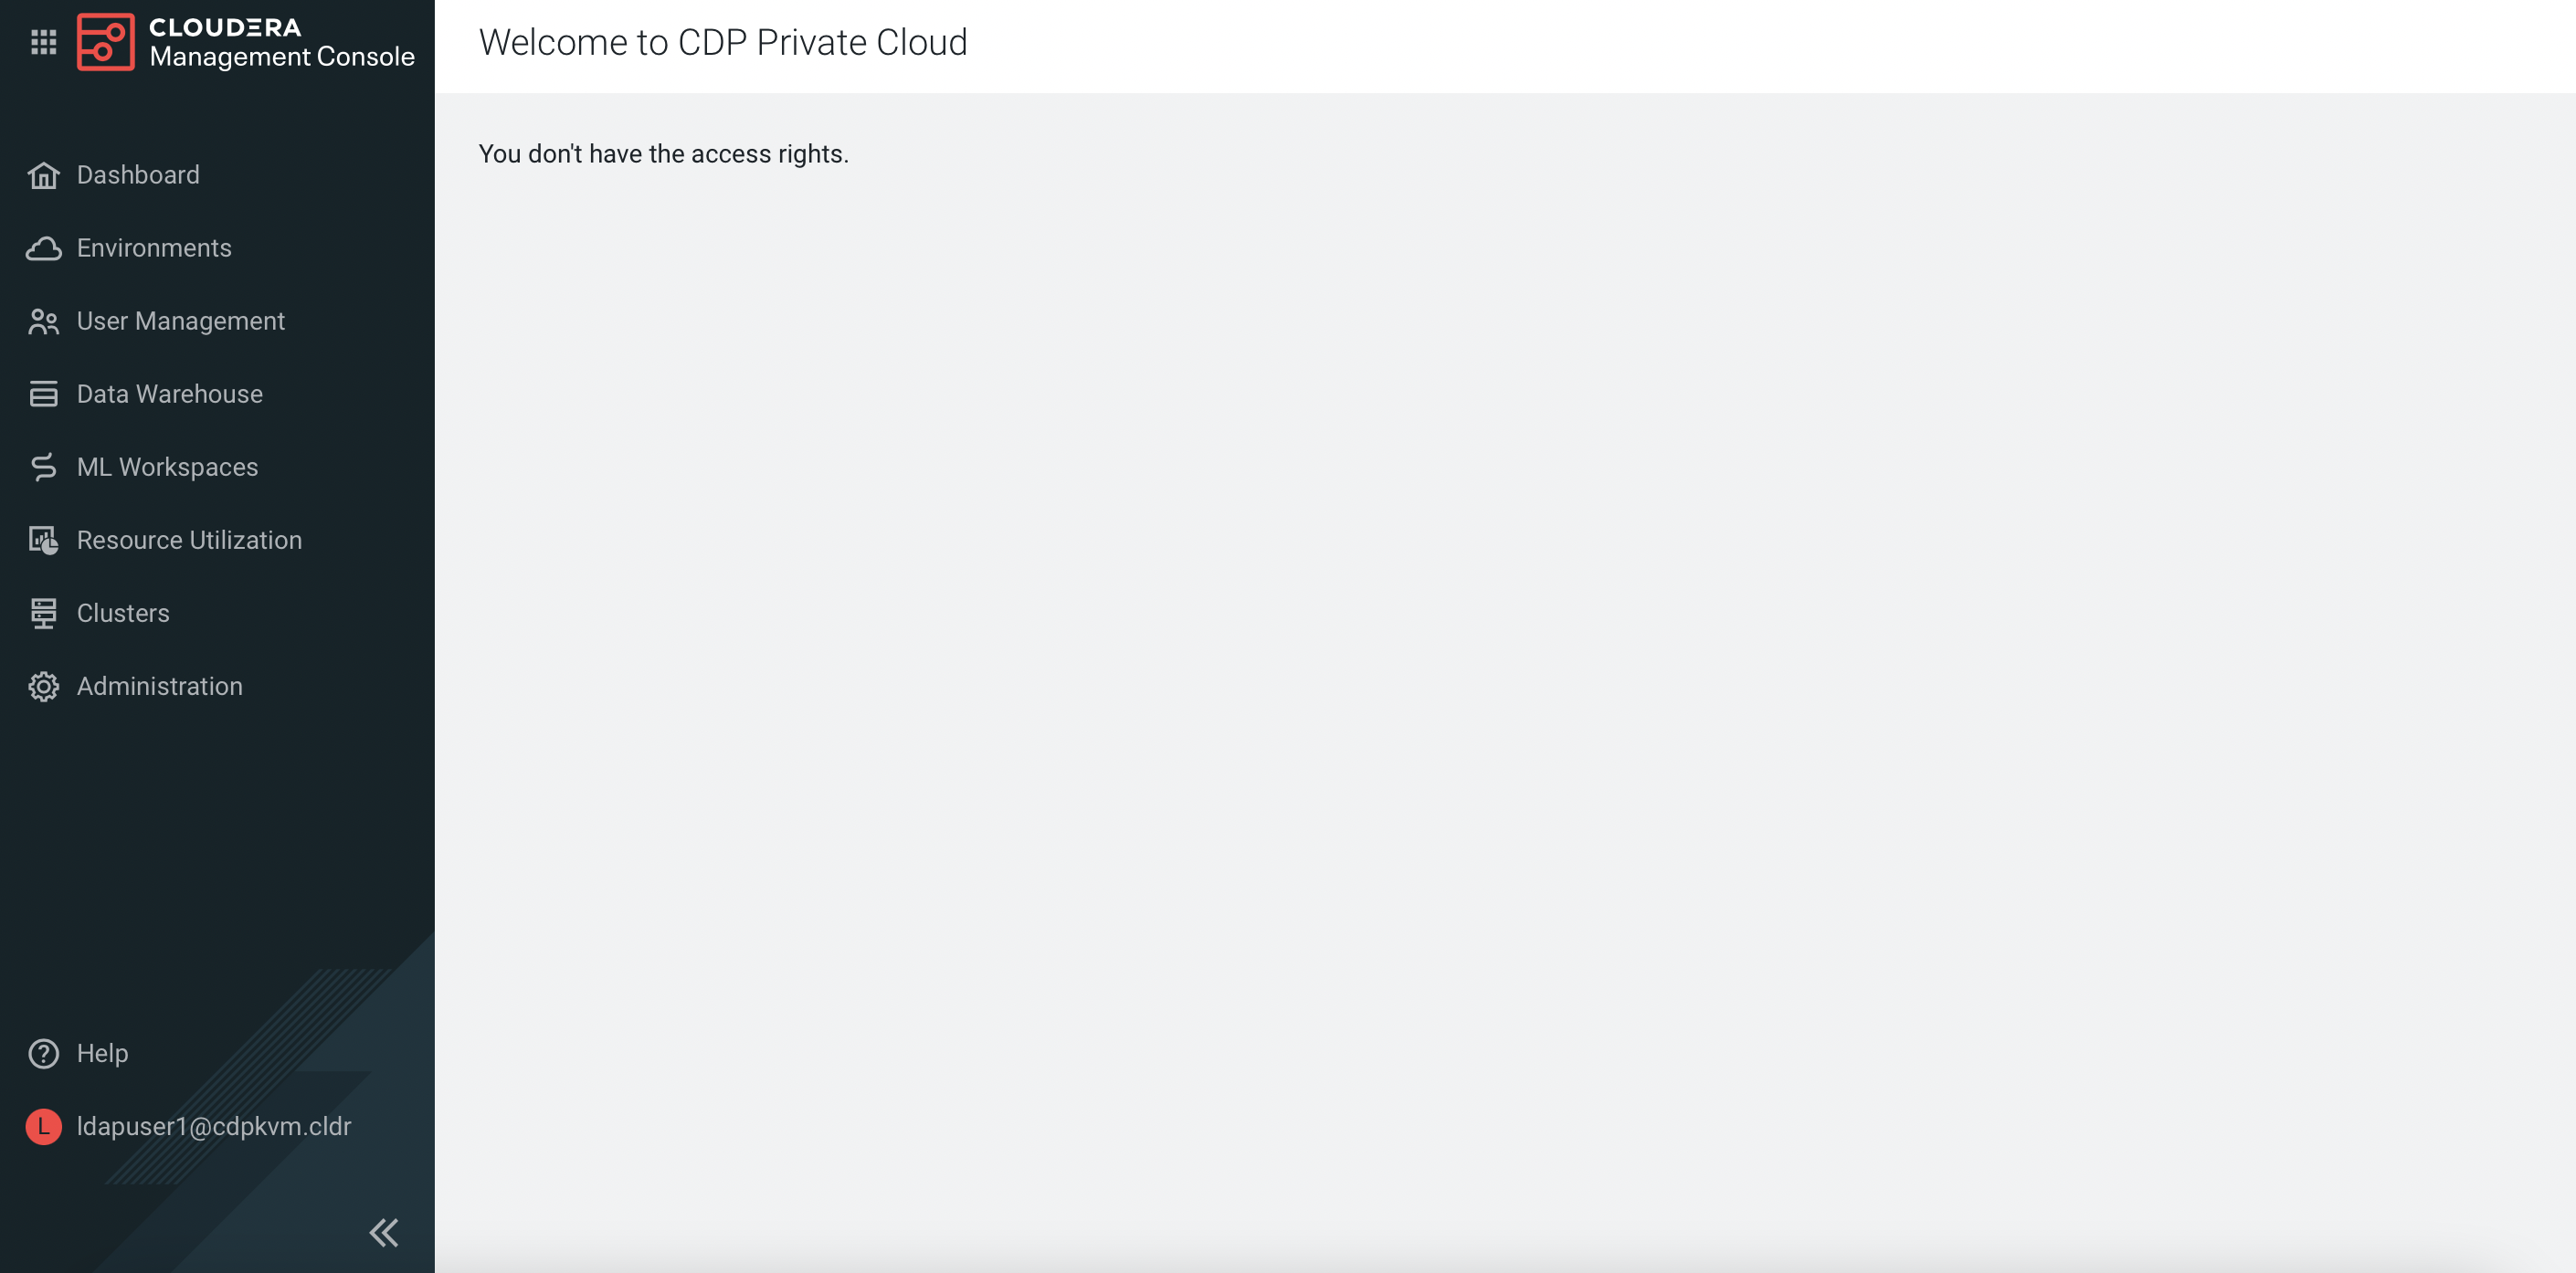 CLOUDERA
Management Console
Dashboard
Environments
User Management
Data Warehouse
ML Workspaces
Resource Utilization
Clusters
Administration
Help
L ldapuser1@cdpkvm.cldr
Welcome to CDP Private Cloud
You don't have the access rights.